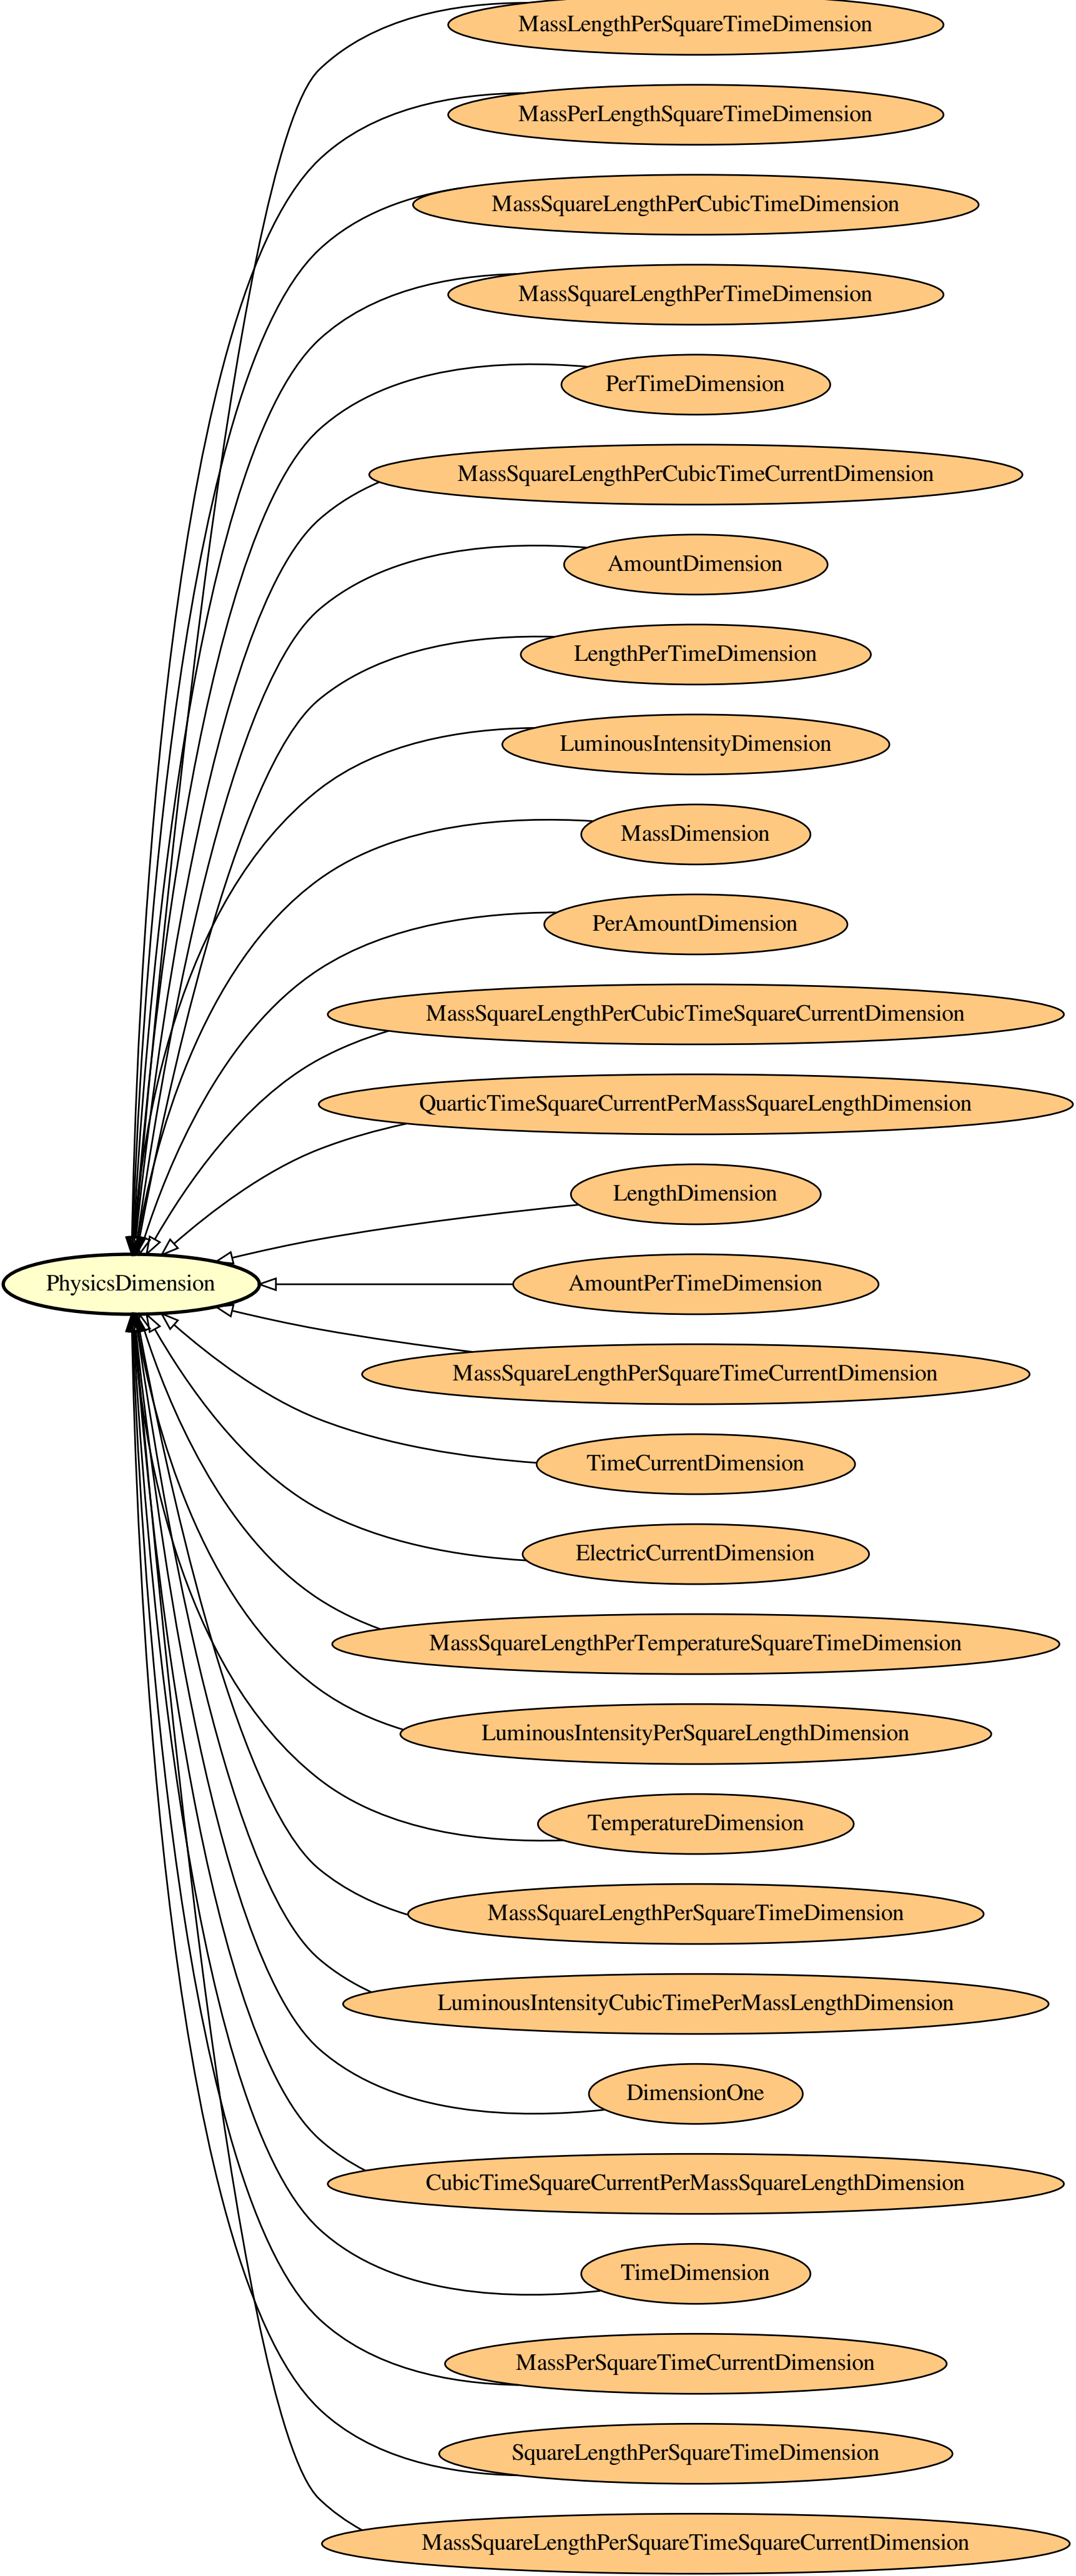 MassLengthPerSquareTimeDimension
MassPerLengthSquareTimeDimension
MassSquareLengthPerCubicTimeDimension
MassSquareLengthPerTimeDimension
PerTimeDimension
MassSquareLengthPerCubicTimeCurrentDimension
AmountDimension
LengthPerTimeDimension
LuminousIntensityDimension
MassDimension
PerAmountDimension
MassSquareLengthPerCubicTimeSquareCurrentDimension
QuarticTimeSquareCurrentPerMassSquareLengthDimension
LengthDimension
PhysicsDimension
AmountPerTimeDimension
MassSquareLengthPerSquareTimeCurrentDimension
TimeCurrentDimension
ElectricCurrentDimension
MassSquareLengthPerTemperatureSquareTimeDimension
LuminousIntensityPerSquareLengthDimension
TemperatureDimension
MassSquareLengthPerSquareTimeDimension
LuminousIntensityCubicTimePerMassLengthDimension
DimensionOne
CubicTimeSquareCurrentPerMassSquareLengthDimension
TimeDimension
MassPerSquareTimeCurrentDimension
SquareLengthPerSquareTimeDimension
MassSquareLengthPerSquareTimeSquareCurrentDimension